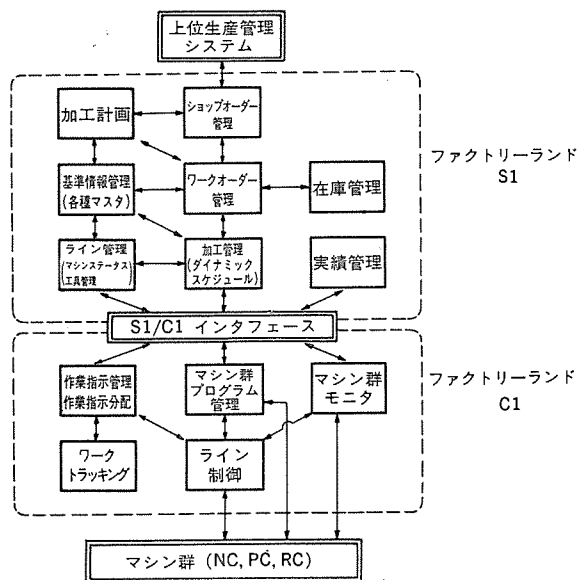 上位生産管理
システム
加工計画
ショップオーダー
管理
ファクリーランド
S1
基準情報管理
(各種マスタ)
ワークオーダー
管理
在庫管理
ライン管理
(マシンステータス)
(工具管理)
加工管理
(ダイナミック
スケジュール)
実績管理
S1/C1 インタフェース
作業指示管理
作業指示分配
マシン群
プログラム
管理
マシン群
モニタ
ファクトリーランド
C1
ワーク
トラッキング
ライン
制御
マシン群 (NC, PC, RC)